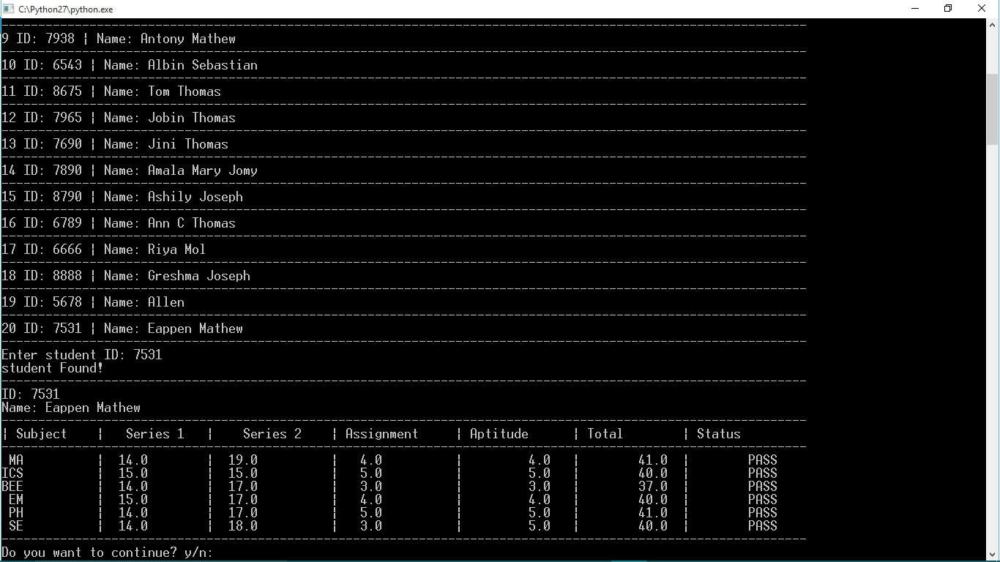 C:\Python27\python.exe
9 ID: 7938 ¦ Name: Antony Mathew
10 ID: 6543 ¦ Name: Albin Sebastian
11 ID: 8675 ¦ Name: Tom Thomas
12 ID: 7965 ¦ Name: Jobin Thomas
13 ID: 7690 ¦ Name: Jini Thomas
14 ID: 7890 ¦ Name: Amala Mary Jomy
15 ID: 8790 ¦ Name: Ashily Joseph
16 ID: 6789 ¦ Name: Ann C Thomas
17 ID: 6666 ¦ Name: Riya Mol
18 ID: 8888 ¦ Name: Greshma Joseph
19 ID: 5678 ¦ Name: Allen
20 ID: 7531 ¦ Name: Eappen Mathew
Enter student ID: 7531
student Found!
ID: 7531
Name: Eappen Mathew
¦ Subject ¦ Series 1 ¦ Series 2 ¦ Assignment ¦ Aptitude ¦ Total ¦ Status
MA ¦ 14.0 ¦ 19.0 ¦ 4.0 ¦ 4.0 ¦ 41.0 ¦ PASS
ICS ¦ 15.0 ¦ 15.0 ¦ 5.0 ¦ 5.0 ¦ 40.0 ¦ PASS
BEE ¦ 14.0 ¦ 17.0 ¦ 3.0 ¦ 3.0 ¦ 37.0 ¦ PASS
EM ¦ 15.0 ¦ 17.0 ¦ 4.0 ¦ 4.0 ¦ 40.0 ¦ PASS
PH ¦ 14.0 ¦ 17.0 ¦ 5.0 ¦ 5.0 ¦ 41.0 ¦ PASS
SE ¦ 14.0 ¦ 18.0 ¦ 3.0 ¦ 5.0 ¦ 40.0 ¦ PASS
Do you want to continue? y/n: